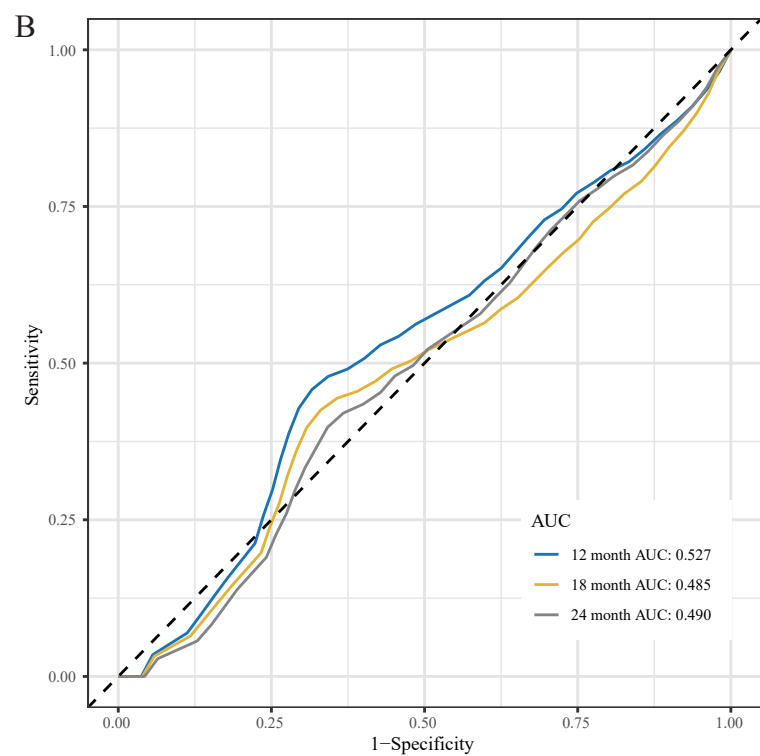 B
1.00
0.75
0.50
0.25
0.00
Sensitivity
AUC
12 month AUC: 0.527
18 month AUC: 0.485
24 month AUC: 0.490
0.00 0.25 0.50 0.75 1.00
1−Specificity